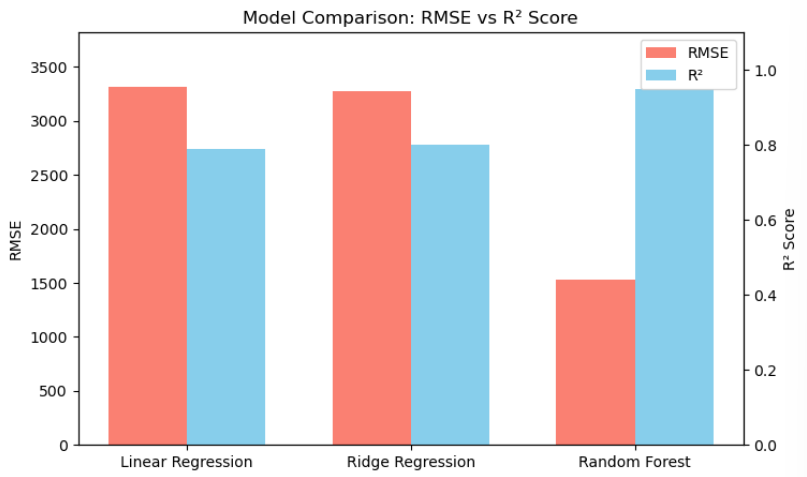 Model Comparison: RMSE vs R² Score
RMSE
R²
3500
3000
2500
2000
1500
1000
500
0
RMSE
1.0
0.8
0.6
0.4
0.2
0.0
R² Score
Linear Regression
Ridge Regression
Random Forest